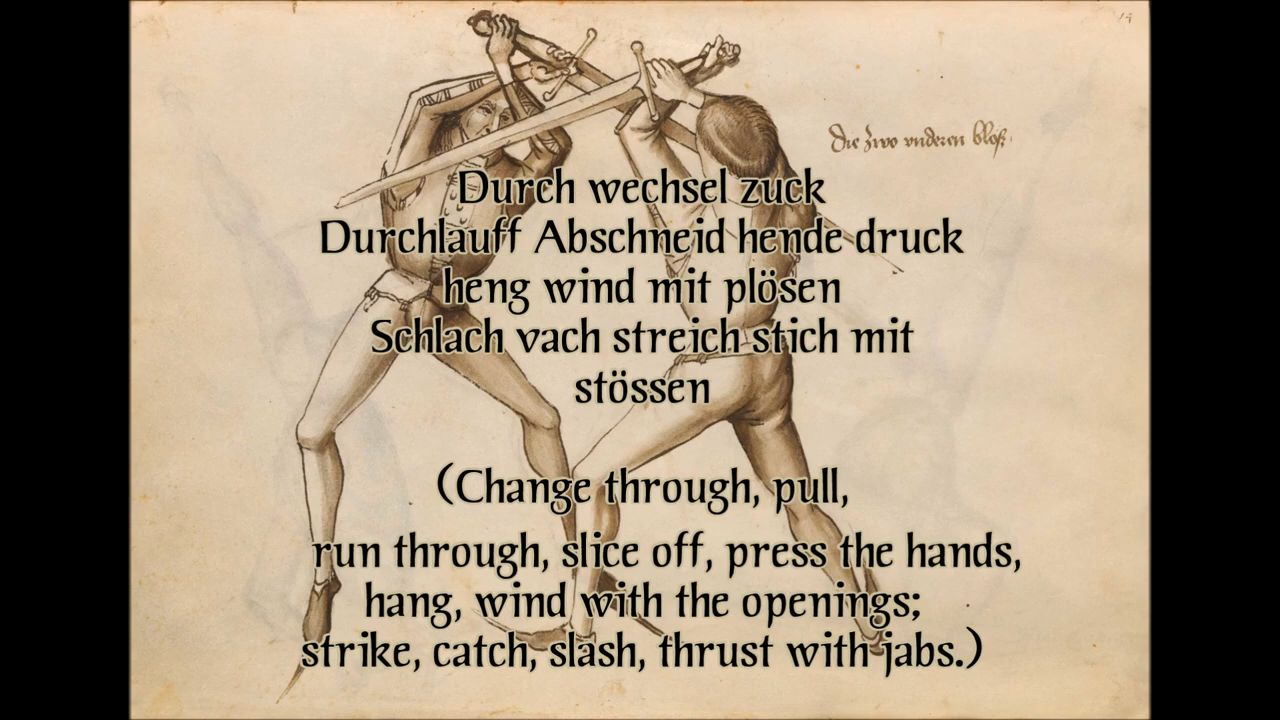 14
die zwo vnderen bloß
Durch wechsel zuck
Durchlauff Abschneid hende druck
heng wind mit plösen
Schlach vach streich stich mit
stössen
(Change through, pull,
run through, slice off, press the hands,
hang, wind with the openings;
strike, catch, slash, thrust with jabs.)